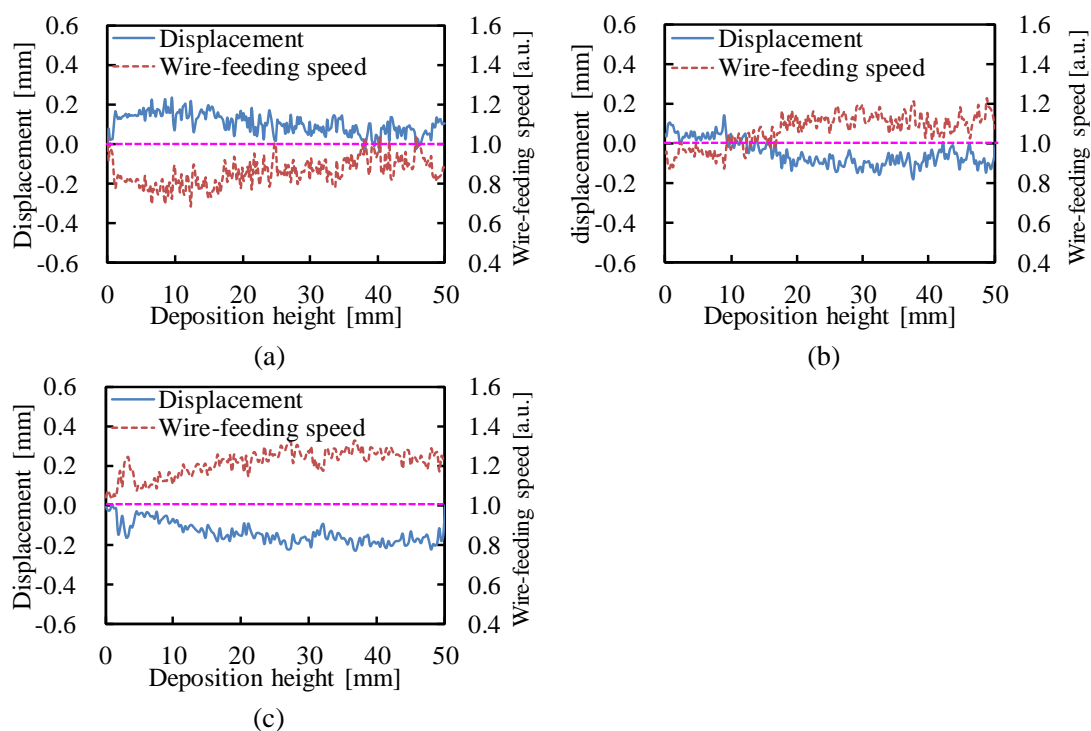 Displacement [mm]
0.6
0.4
0.2
0.0
-0.2
-0.4
-0.6
Displacement
Wire-feeding speed
1.6
1.4
1.2
1.0
0.8
0.6
0.4
Wire-feeding speed [a.u.]
0 10 20 30 40 50
Deposition height [mm]
(a)
displacement [mm]
0.6
0.4
0.2
0.0
-0.2
-0.4
-0.6
Displacement
Wire-feeding speed
1.6
1.4
1.2
1.0
0.8
0.6
0.4
Wire-feeding speed [a.u.]
0 10 20 30 40 50
Deposition height [mm]
(b)
Displacement [mm]
0.6
0.4
0.2
0.0
-0.2
-0.4
-0.6
Displacement
Wire-feeding speed
1.6
1.4
1.2
1.0
0.8
0.6
0.4
Wire-feeding speed [a.u.]
0 10 20 30 40 50
Deposition height [mm]
(c)